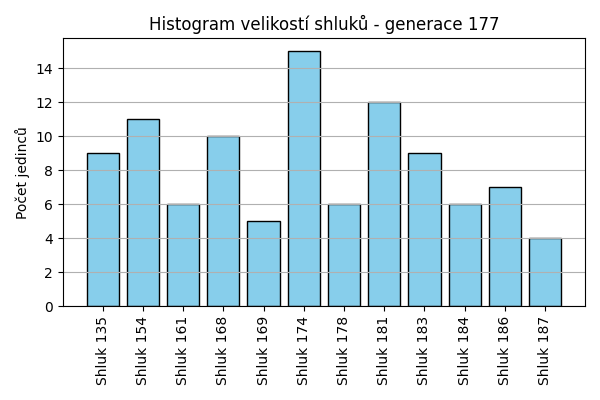 Histogram velikostí shluků - generace 177
Počet jedinců
14
12
10
8
6
4
2
0
Shluk 135
Shluk 154
Shluk 161
Shluk 168
Shluk 169
Shluk 174
Shluk 178
Shluk 181
Shluk 183
Shluk 184
Shluk 186
Shluk 187